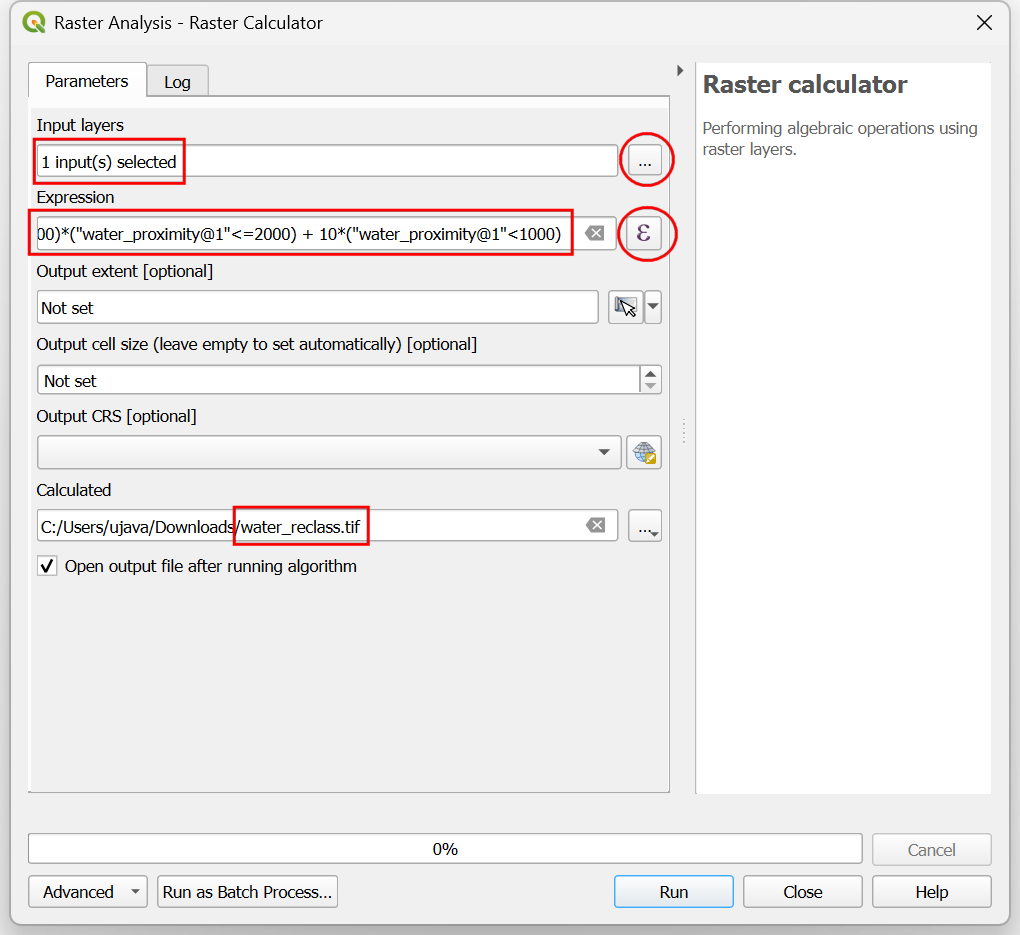 Raster Analysis - Raster Calculator
Parameters
Log
Input layers
1 input(s) selected
...
Expression
00)*("water_proximity@1"<=2000) + 10*("water_proximity@1"<1000)
ε
Output extent [optional]
Not set
Output cell size (leave empty to set automatically) [optional]
Not set
Output CRS [optional]
Calculated
C:/Users/ujava/Downloads/water_reclass.tif
...
Open output file after running algorithm
Raster calculator
Performing algebraic operations using
raster layers.
0%
Cancel
Advanced
Run as Batch Process...
Run
Close
Help